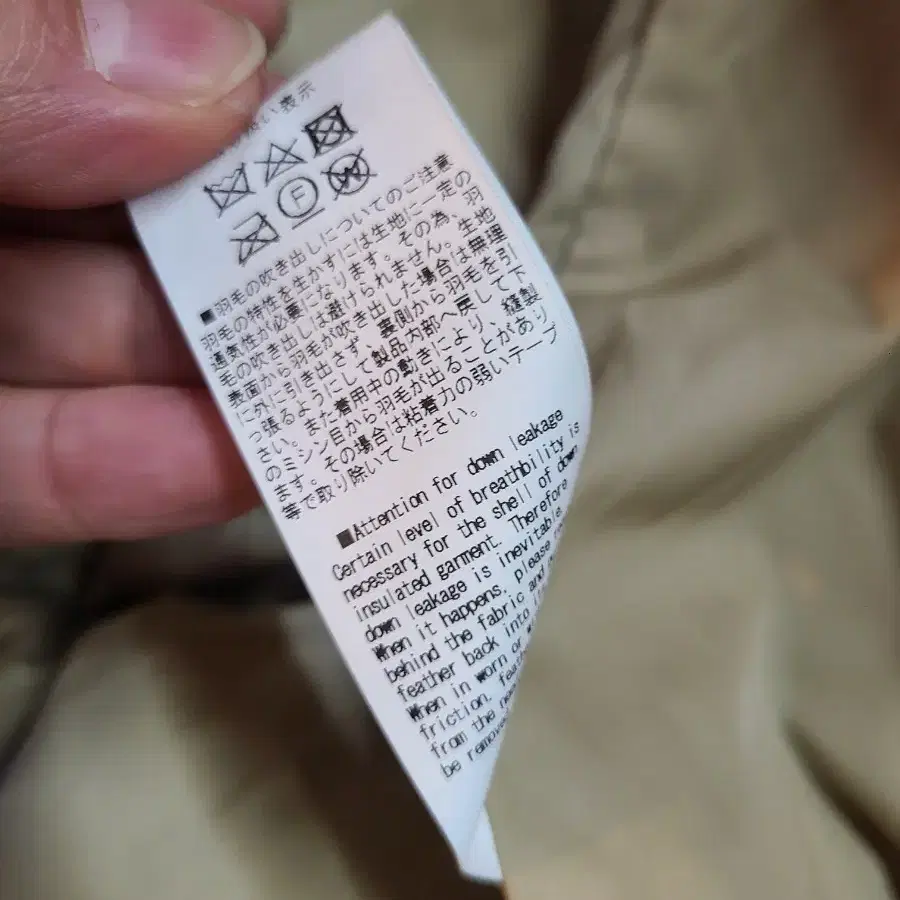 い表示
F
W
■羽毛の吹き出しについてのご注意
羽毛の特性を生かすには生地に一定の
通気性が必要になります。その為、羽
毛の吹き出しは避けられません。生地
表面から羽毛が吹き出した場合は無理
に外に引き出さず、裏側から羽毛を引
っ張るようにして製品内部へ戻して下
さい。また着用中の動きにより、縫製
のミシン目から羽毛が出ることがあり
ます。その場合は粘着力の弱いテープ
等で取り除いてください。
■Attention for down leakage
Certain level of breathbility is
necessary for the shell of down
insulated garment. Therefore
down leakage is inevitable
When it happens, please
behind the fabric and
feather back into
When in worn or
friction, feat
from the
be remov